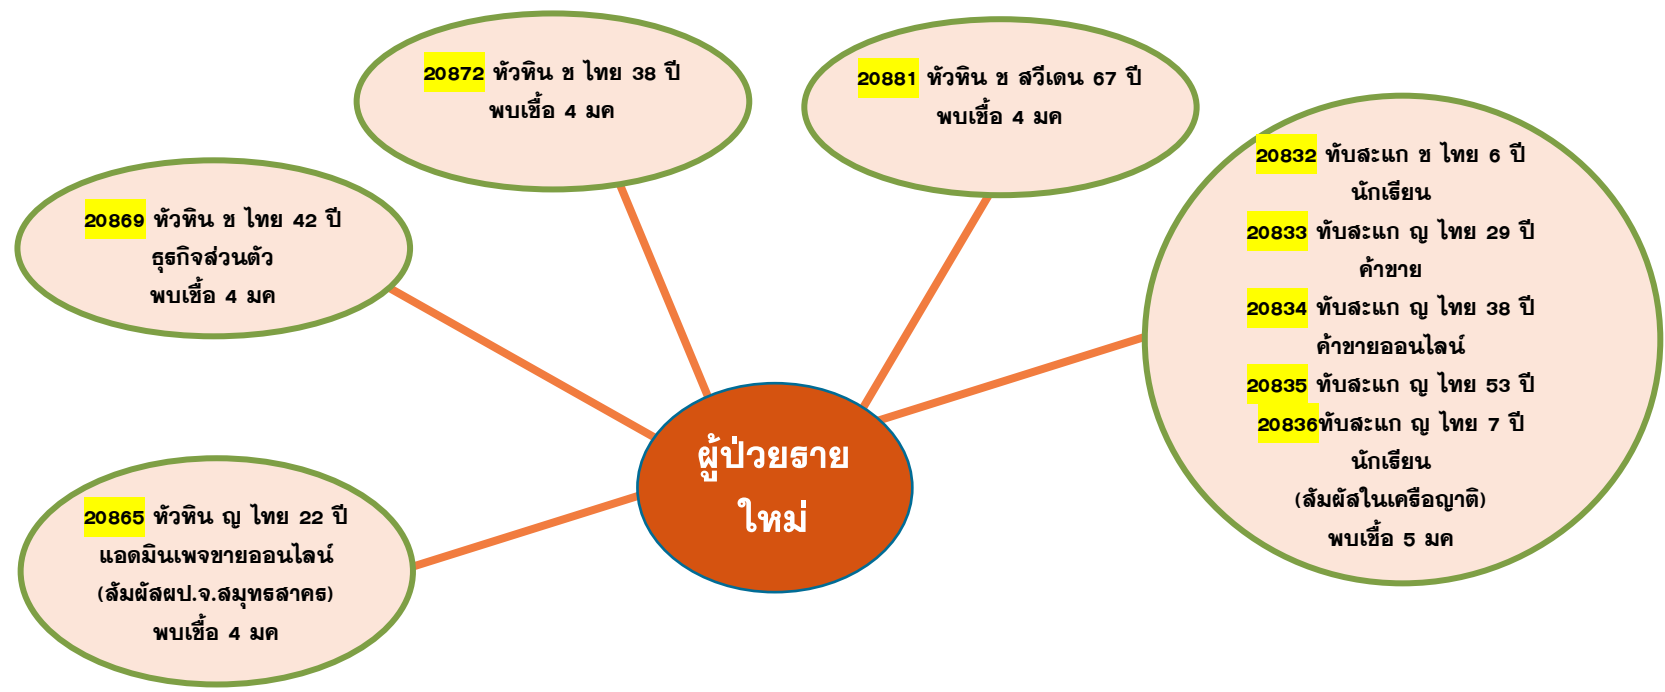 20872 หัวหิน ช ไทย 38 ปี
พบเชื้อ 4 มค
20881 หัวหิน ช สวีเดน 67 ปี
พบเชื้อ 4 มค
20869 หัวหิน ช ไทย 42 ปี
ธุรกิจส่วนตัว
พบเชื้อ 4 มค
20832 ทับสะแก ช ไทย 6 ปี
นักเรียน
20833 ทับสะแก ญ ไทย 29 ปี
ค้าขาย
20834 ทับสะแก ญ ไทย 38 ปี
ค้าขายออนไลน์
20835 ทับสะแก ญ ไทย 53 ปี
20836ทับสะแก ญ ไทย 7 ปี
นักเรียน
(สัมผัสในเครือญาติ)
พบเชื้อ 5 มค
ผู้ป่วยราย
ใหม่
20865 หัวหิน ญ ไทย 22 ปี
แอดมินเพจขายออนไลน์
(สัมผัสผป.จ.สมุทรสาคร)
พบเชื้อ 4 มค